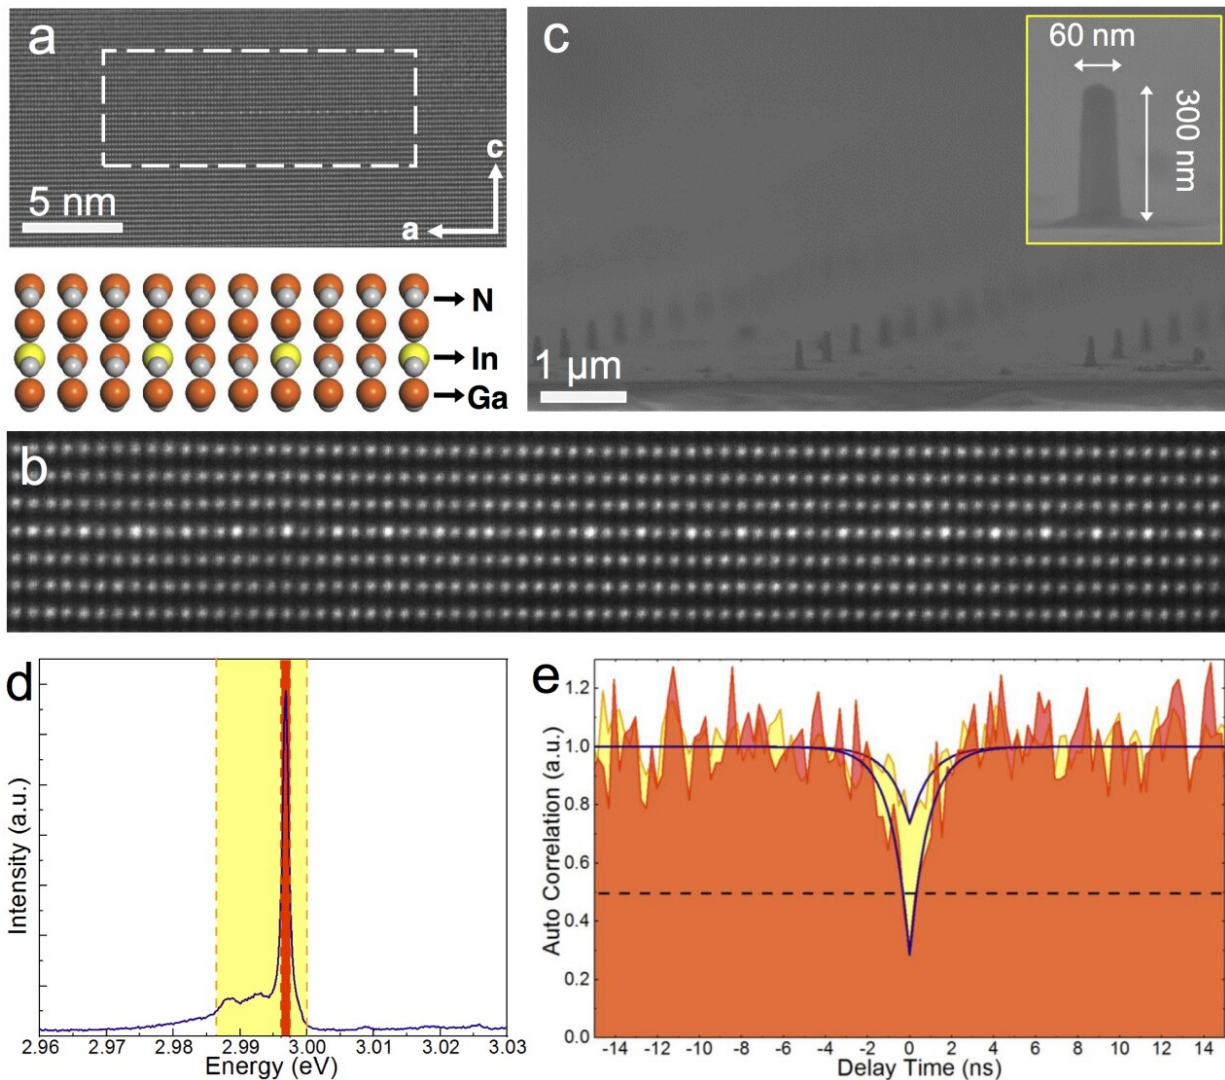 a
c
a
5 nm
N
In
Ga
c
60 nm
300 nm
1 µm
b
d
Intensity (a.u.)
2.96 2.97 2.98 2.99 3.00 3.01 3.02 3.03
Energy (eV)
e
Auto Correlation (a.u.)
1.2
1.0
0.8
0.6
0.4
0.2
0.0
-14 -12 -10 -8 -6 -4 -2 0 2 4 6 8 10 12 14
Delay Time (ns)